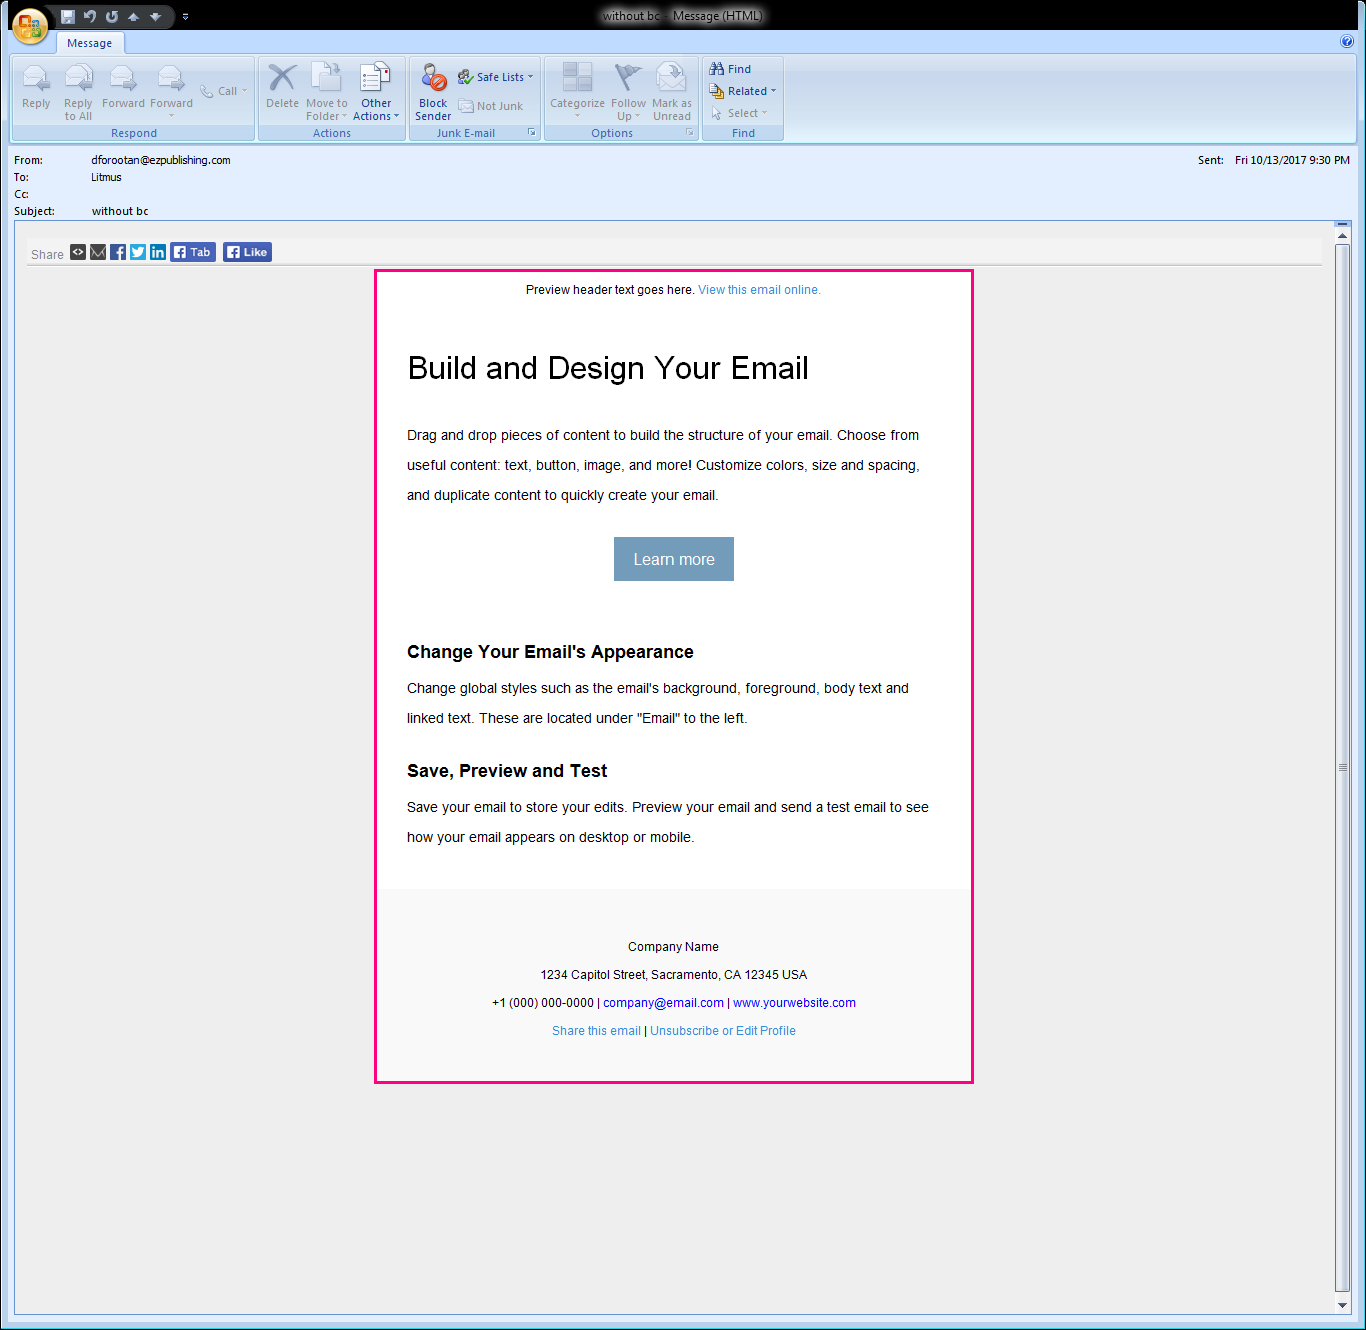 without bc - Message (HTML)
Message
Reply
Reply to All
Forward
Forward
Call
Respond
Delete
Move to Folder
Other Actions
Actions
Block Sender
Safe Lists
Not Junk
Junk E-mail
Categorize
Follow Up
Mark as Unread
Options
Find
Related
Select
Find
From: dforootan@ezpublishing.com
Sent: Fri 10/13/2017 9:30 PM
To: Litmus
Cc:
Subject: without bc
Share
Tab
Like
Preview header text goes here. View this email online.
Build and Design Your Email
Drag and drop pieces of content to build the structure of your email. Choose from
useful content: text, button, image, and more! Customize colors, size and spacing,
and duplicate content to quickly create your email.
Learn more
Change Your Email's Appearance
Change global styles such as the email's background, foreground, body text and
linked text. These are located under "Email" to the left.
Save, Preview and Test
Save your email to store your edits. Preview your email and send a test email to see
how your email appears on desktop or mobile.
Company Name
1234 Capitol Street, Sacramento, CA 12345 USA
+1 (000) 000-0000 | company@email.com | www.yourwebsite.com
Share this email | Unsubscribe or Edit Profile